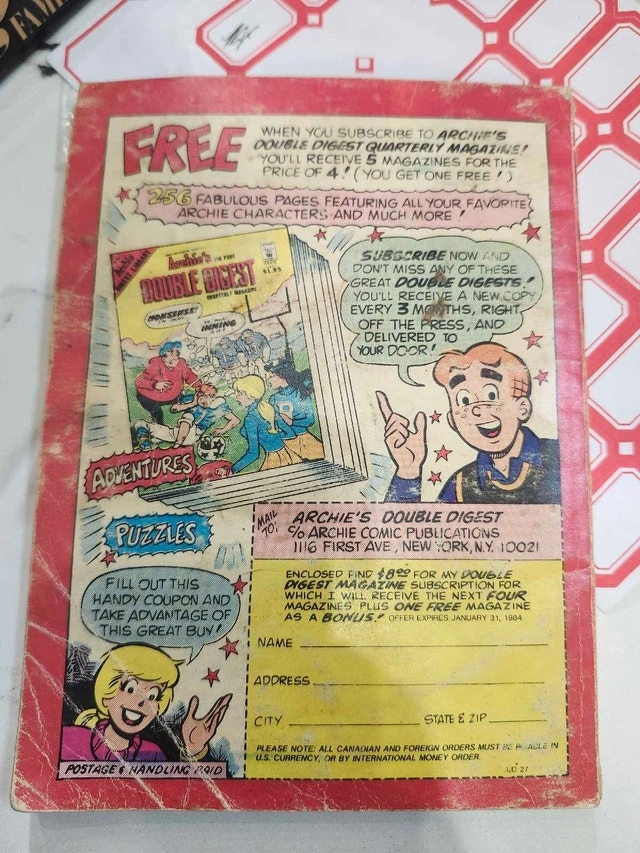 FREE
WHEN YOU SUBSCRIBE TO ARCHIE'S
DOUBLE DIGEST QUARTERLY MAGAZINE!
YOU'LL RECEIVE 5 MAGAZINES FOR THE
PRICE OF 4! (YOU GET ONE FREE!)
256 FABULOUS PAGES FEATURING ALL YOUR FAVORITE
ARCHIE CHARACTERS AND MUCH MORE!
Archie's
DOUBLE DIGEST
QUARTERLY MAGAZINE
$1.95
NONSENSE!
INNING
SUBSCRIBE NOW AND
DON'T MISS ANY OF THESE
GREAT DOUBLE DIGESTS!
YOU'LL RECEIVE A NEW COPY
EVERY 3 MONTHS, RIGHT
OFF THE PRESS, AND
DELIVERED TO
YOUR DOOR!
ADVENTURES
PUZZLES
FILL OUT THIS
HANDY COUPON AND
TAKE ADVANTAGE OF
THIS GREAT BUY!
POSTAGE & HANDLING PAID
MAIL TO:
ARCHIE'S DOUBLE DIGEST
% ARCHIE COMIC PUBLICATIONS
1116 FIRST AVE, NEW YORK, N.Y. 10021
ENCLOSED FIND $8.00 FOR MY DOUBLE
DIGEST MAGAZINE SUBSCRIPTION FOR
WHICH I WILL RECEIVE THE NEXT FOUR
MAGAZINES PLUS ONE FREE MAGAZINE
AS A BONUS! OFFER EXPIRES JANUARY 31, 1984
NAME
ADDRESS
CITY STATE & ZIP
PLEASE NOTE: ALL CANADIAN AND FOREIGN ORDERS MUST BE PAYABLE IN
U.S. CURRENCY, OR BY INTERNATIONAL MONEY ORDER.